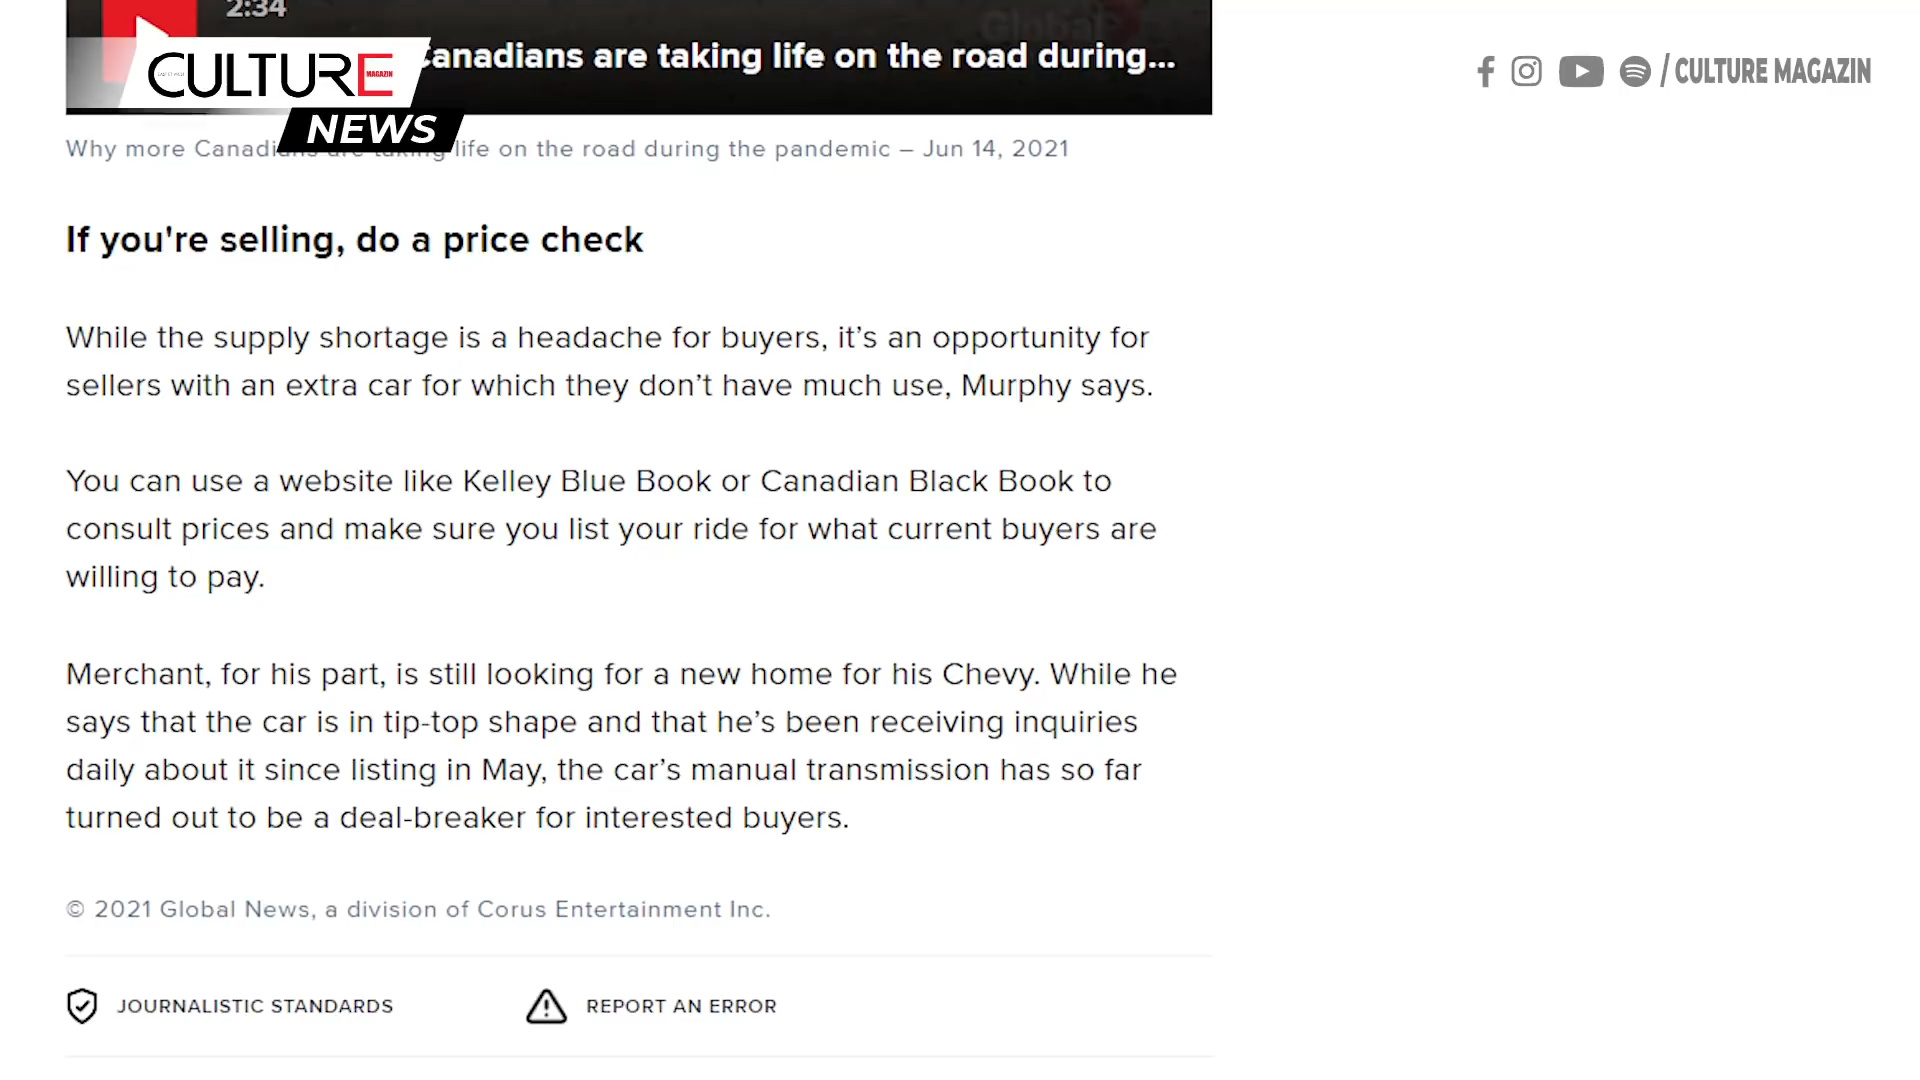 2:34
Canadians are taking life on the road during...
CULTURE
MAGAZIN
NEWS
/ CULTURE MAGAZIN
Why more Canadians are taking life on the road during the pandemic – Jun 14, 2021
If you're selling, do a price check
While the supply shortage is a headache for buyers, it’s an opportunity for
sellers with an extra car for which they don’t have much use, Murphy says.
You can use a website like Kelley Blue Book or Canadian Black Book to
consult prices and make sure you list your ride for what current buyers are
willing to pay.
Merchant, for his part, is still looking for a new home for his Chevy. While he
says that the car is in tip-top shape and that he’s been receiving inquiries
daily about it since listing in May, the car’s manual transmission has so far
turned out to be a deal-breaker for interested buyers.
© 2021 Global News, a division of Corus Entertainment Inc.
JOURNALISTIC STANDARDS
REPORT AN ERROR